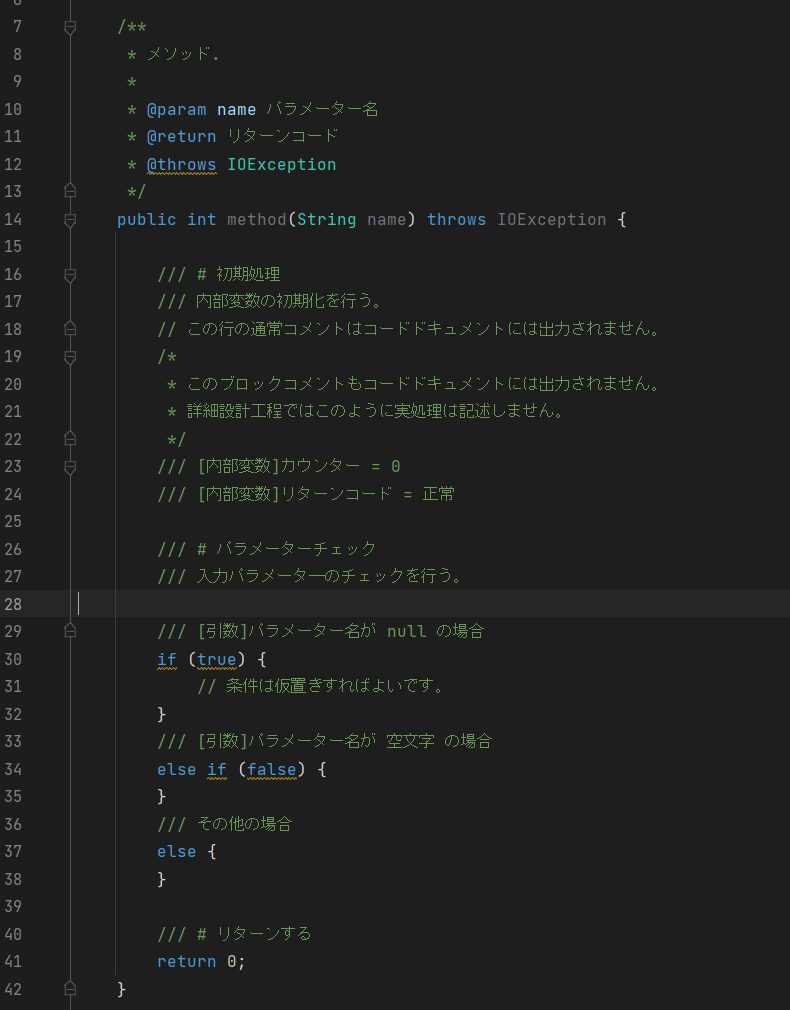 7 /**
8 * メソッド.
9 *
10 * @param name パラメーター名
11 * @return リターンコード
12 * @throws IOException
13 */
14 public int method(String name) throws IOException {
15
16 /// # 初期処理
17 /// 内部変数の初期化を行う。
18 // この行の通常コメントはコードドキュメントには出力されません。
19 /*
20 * このブロックコメントもコードドキュメントには出力されません。
21 * 詳細設計工程ではこのように実処理は記述しません。
22 */
23 /// [内部変数]カウンター = 0
24 /// [内部変数]リターンコード = 正常
25
26 /// # パラメーターチェック
27 /// 入力パラメーターのチェックを行う。
28
29 /// [引数]パラメーター名が null の場合
30 if (true) {
31 // 条件は仮置きすればよいです。
32 }
33 /// [引数]パラメーター名が 空文字 の場合
34 else if (false) {
35 }
36 /// その他の場合
37 else {
38 }
39
40 /// # リターンする
41 return 0;
42 }